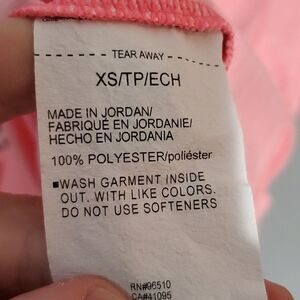 TEAR AWAY
XS/TP/ECH
MADE IN JORDAN/
FABRIQUÉ EN JORDANIE/
HECHO EN JORDANIA
100% POLYESTER/poliéster
▪WASH GARMENT INSIDE
OUT. WITH LIKE COLORS.
DO NOT USE SOFTENERS
RN#96510
CA#41095